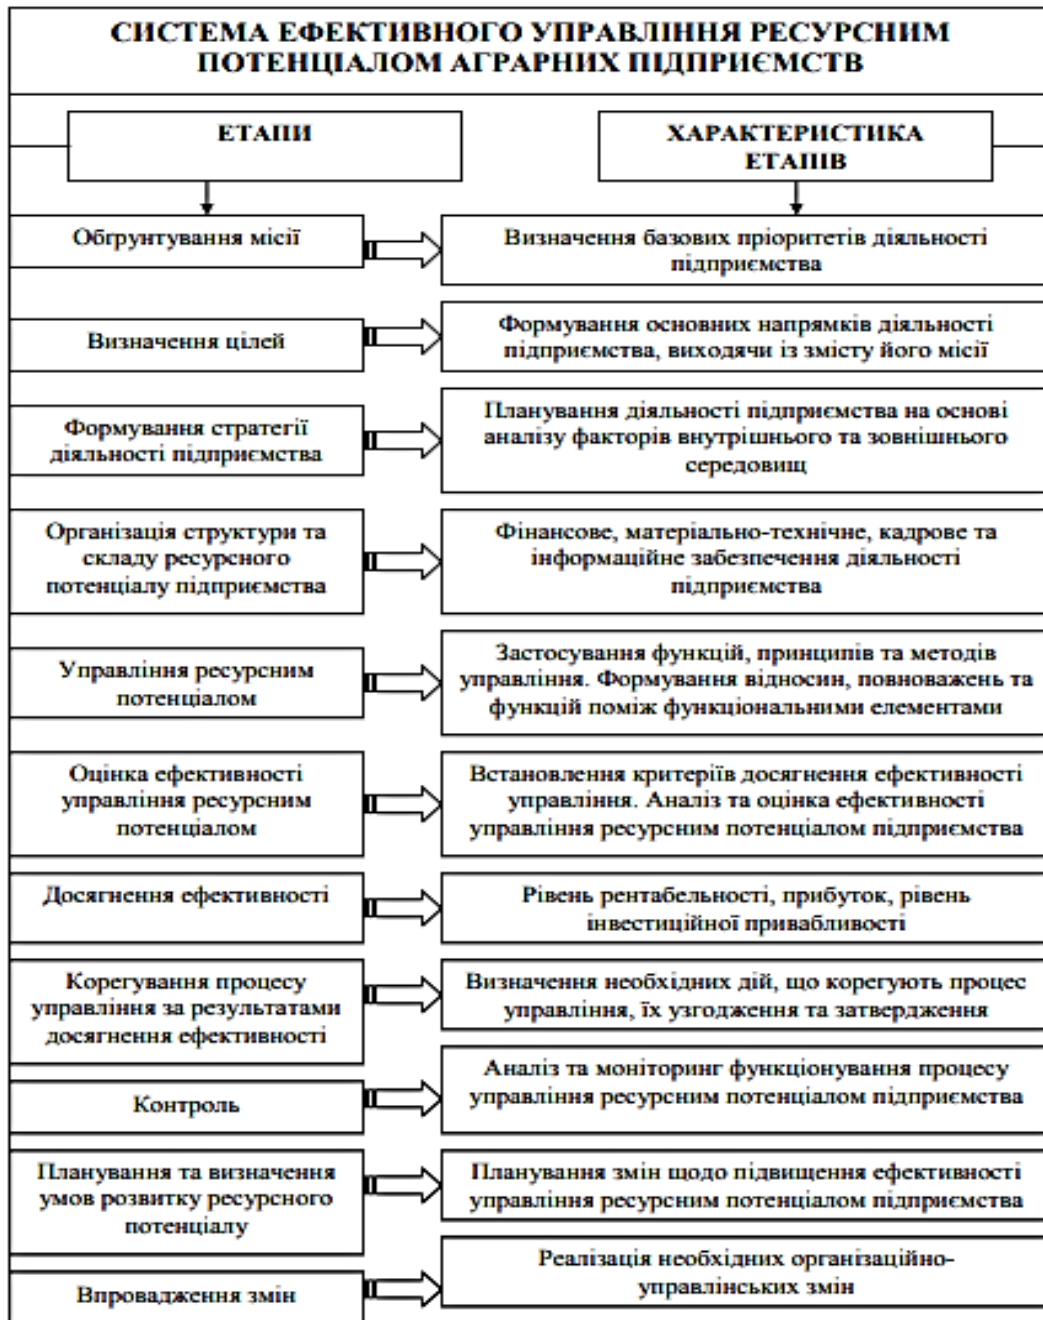 СИСТЕМА ЕФЕКТИВНОГО УПРАВЛІННЯ РЕСУРСНИМ
ПОТЕНЦІАЛОМ АГРАРНИХ ПІДПРИЄМСТВ
ЕТАПИ
ХАРАКТЕРИСТИКА
ЕТАПІВ
Обґрунтування місії
Визначення базових пріоритетів діяльності
підприємства
Визначення цілей
Формування основних напрямків діяльності
підприємства, виходячи із змісту його місії
Формування стратегії
діяльності підприємства
Планування діяльності підприємства на основі
аналізу факторів внутрішнього та зовнішнього
середовищ
Організація структури та
складу ресурсного
потенціалу підприємства
Фінансове, матеріально-технічне, кадрове та
інформаційне забезпечення діяльності
підприємства
Управління ресурсним
потенціалом
Застосування функцій, принципів та методів
управління. Формування відносин, повноважень та
функцій поміж функціональними елементами
Оцінка ефективності
управління ресурсним
потенціалом
Встановлення критеріїв досягнення ефективності
управління. Аналіз та оцінка ефективності
управління ресурсним потенціалом підприємства
Досягнення ефективності
Рівень рентабельності, прибуток, рівень
інвестиційної привабливості
Корегування процесу
управління за результатами
досягнення ефективності
Визначення необхідних дій, що корегують процес
управління, їх узгодження та затвердження
Контроль
Аналіз та моніторинг функціонування процесу
управління ресурсним потенціалом підприємства
Планування та визначення
умов розвитку ресурсного
потенціалу
Планування змін щодо підвищення ефективності
управління ресурсним потенціалом підприємства
Впровадження змін
Реалізація необхідних організаційно-
управлінських змін